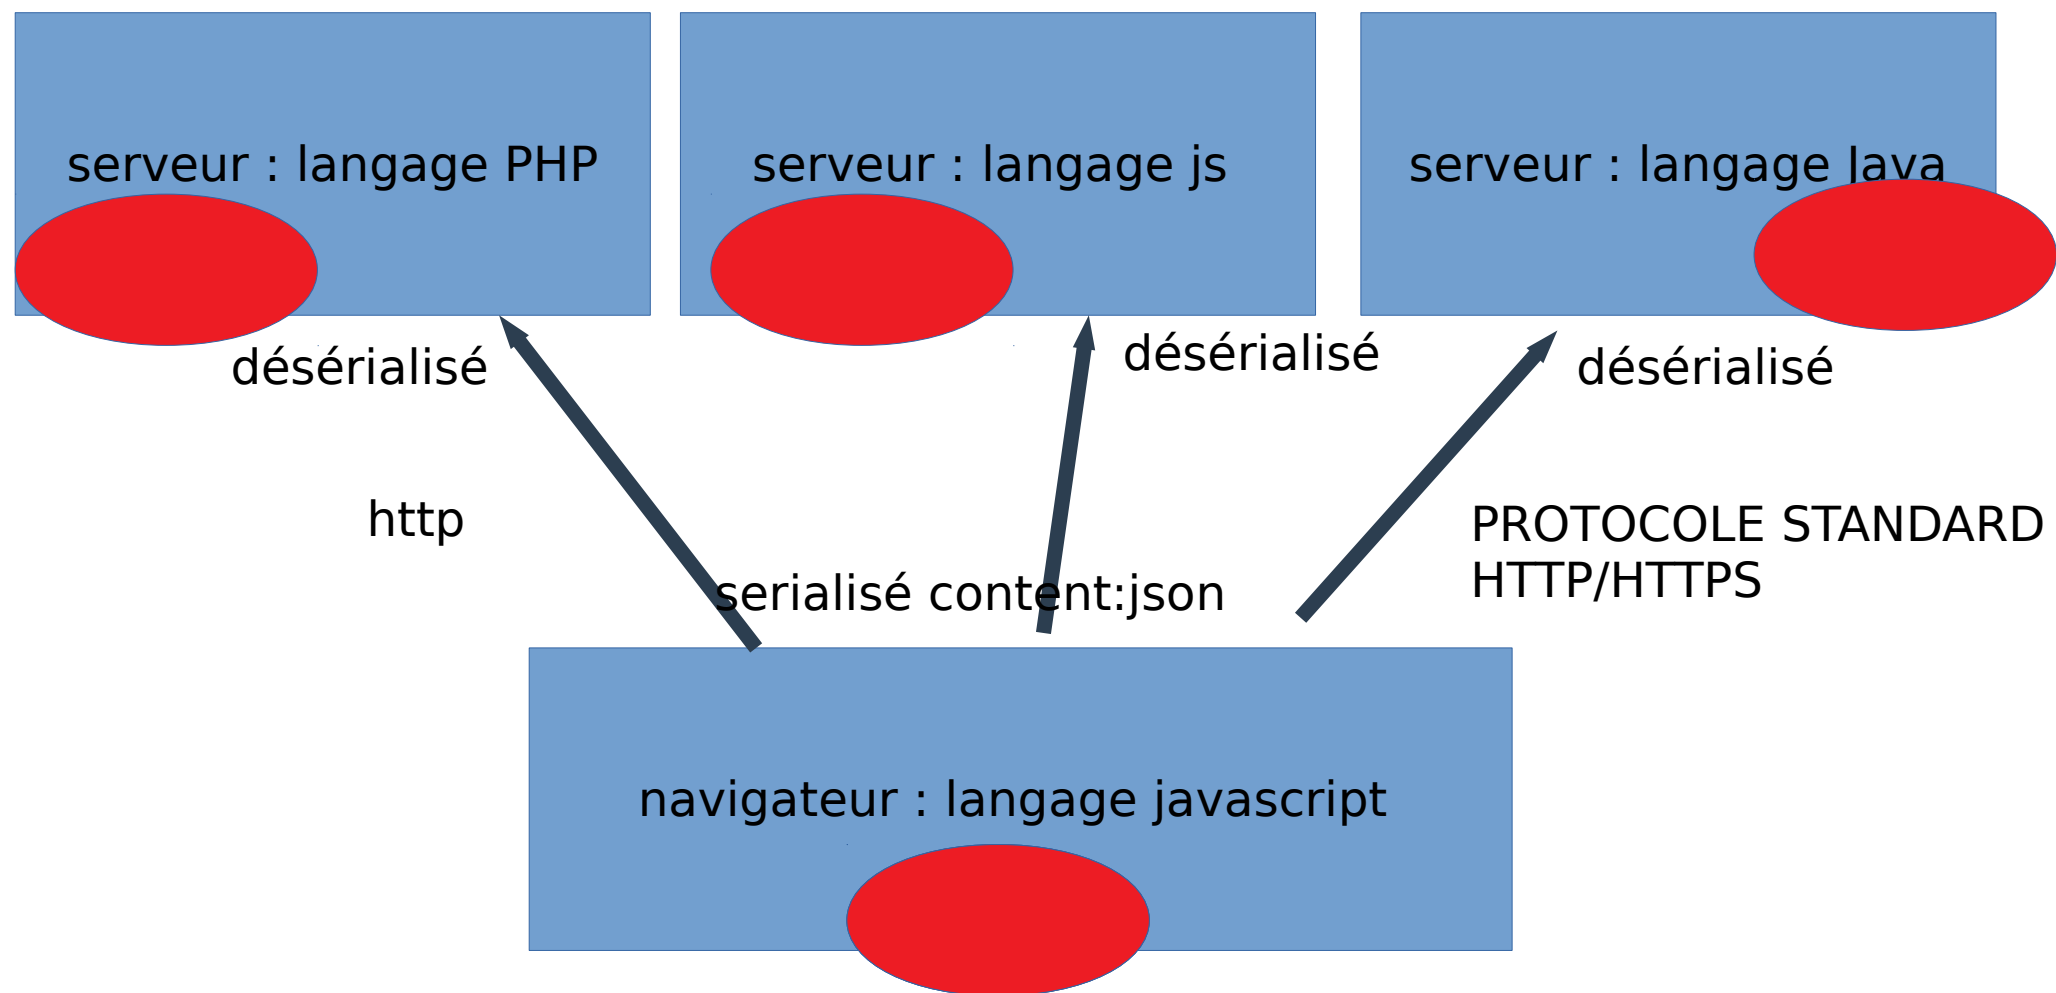 serveur : langage PHP
serveur : langage js
serveur : langage Java
désérialisé
désérialisé
désérialisé
http
PROTOCOLE STANDARD
HTTP/HTTPS
serialisé content:json
navigateur : langage javascript